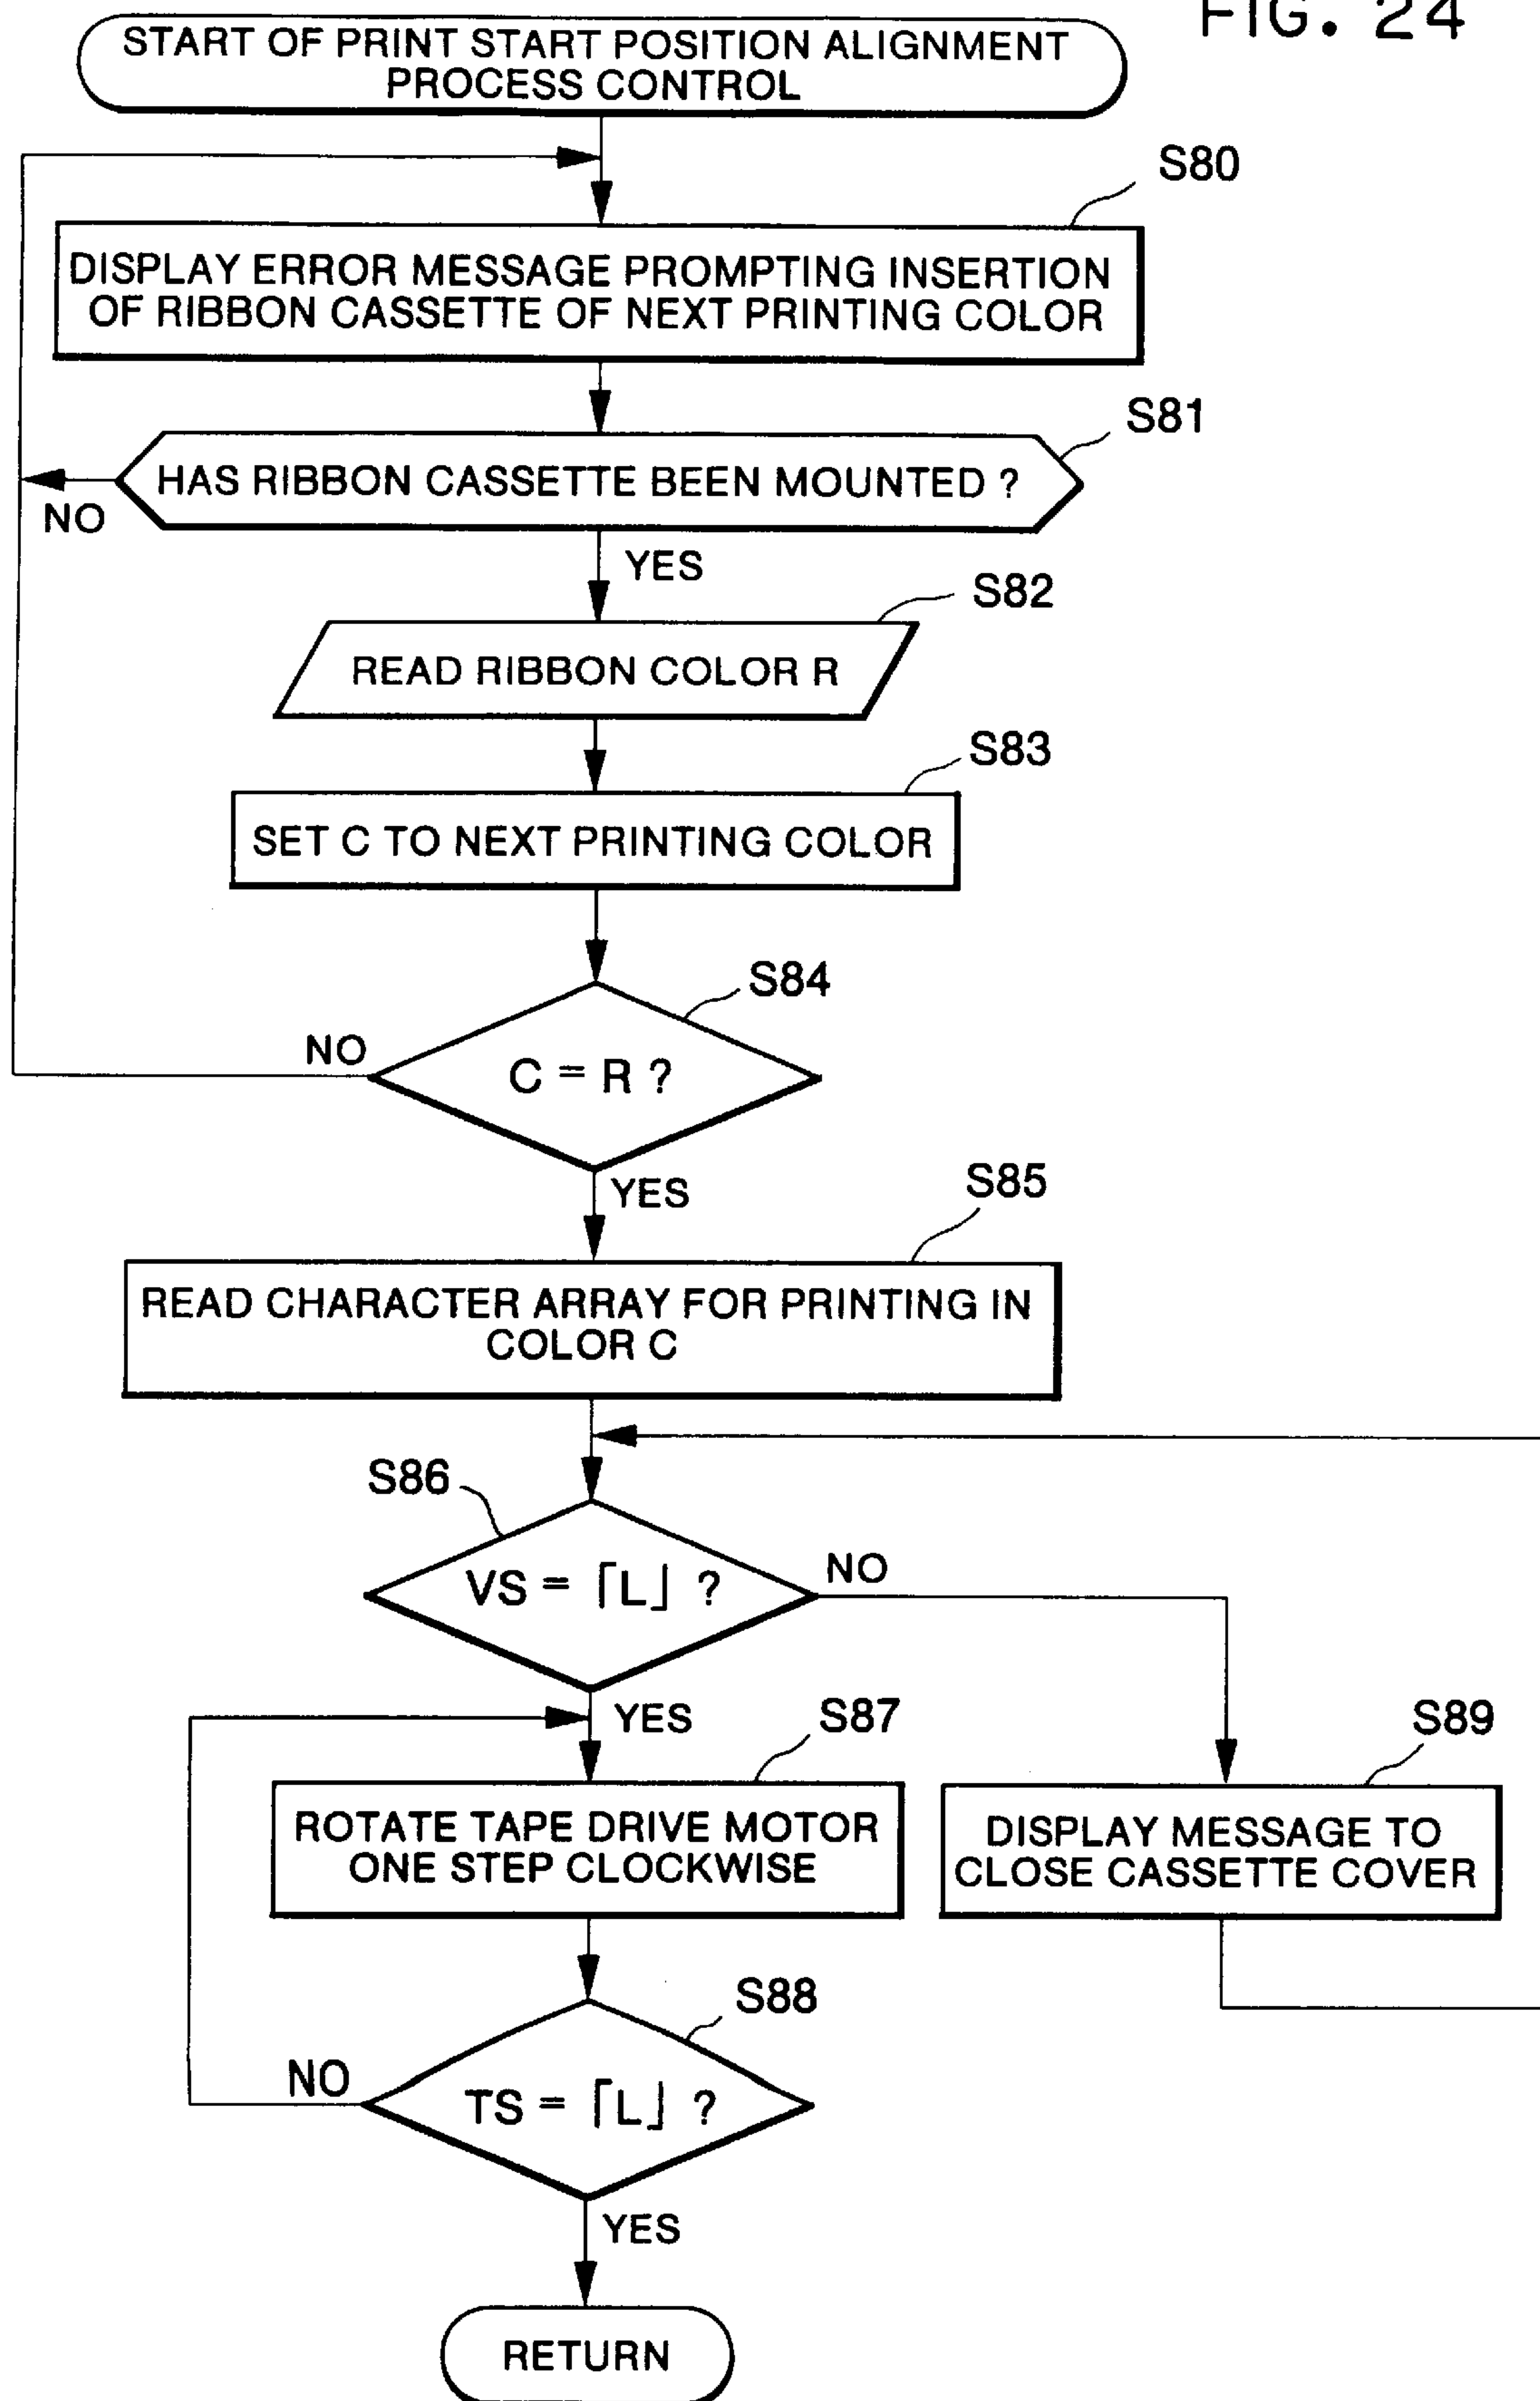 FIG. 24
START OF PRINT START POSITION ALIGNMENT
PROCESS CONTROL
S80
DISPLAY ERROR MESSAGE PROMPTING INSERTION
OF RIBBON CASSETTE OF NEXT PRINTING COLOR
S81
HAS RIBBON CASSETTE BEEN MOUNTED ?
NO
YES
S82
READ RIBBON COLOR R
S83
SET C TO NEXT PRINTING COLOR
S84
NO
C = R ?
YES
S85
READ CHARACTER ARRAY FOR PRINTING IN
COLOR C
S86
VS = ⌈L⌋ ?
NO
YES
S87
S89
ROTATE TAPE DRIVE MOTOR
ONE STEP CLOCKWISE
DISPLAY MESSAGE TO
CLOSE CASSETTE COVER
S88
NO
TS = ⌈L⌋ ?
YES
RETURN